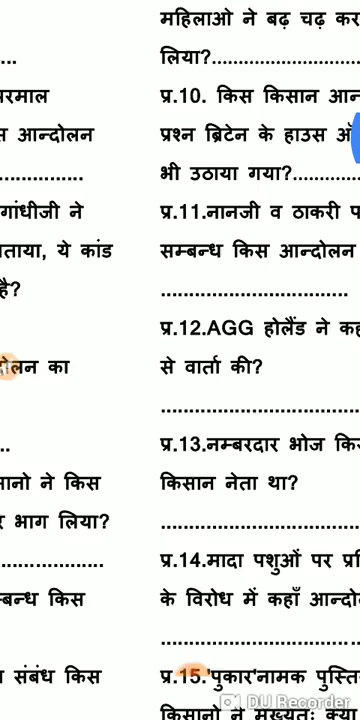 ...
रमाल
आन्दोलन
................
गांधीजी ने
ताया, ये कांड
है?
दोलन का
..
ानो ने किस
भाग लिया?
...................
बन्ध किस
संबंध किस
महिलाओ ने बढ़ चढ़ कर
लिया?...........................
प्र.10. किस किसान आन
प्रश्न ब्रिटेन के हाउस ऑ
भी उठाया गया?............
प्र.11.नानजी व ठाकरी प
सम्बन्ध किस आन्दोलन
..................................
प्र.12.AGG होलैंड ने कह
से वार्ता की?
.....................................
प्र.13.नम्बरदार भोज कि
किसान नेता था?
.....................................
प्र.14.मादा पशुओं पर प्र
के विरोध में कहाँ आन्दो
.....................................
प्र.15.'पुकार'नामक पुस्ति
किसानो ने मुख्यतः क्या
DU Recorder